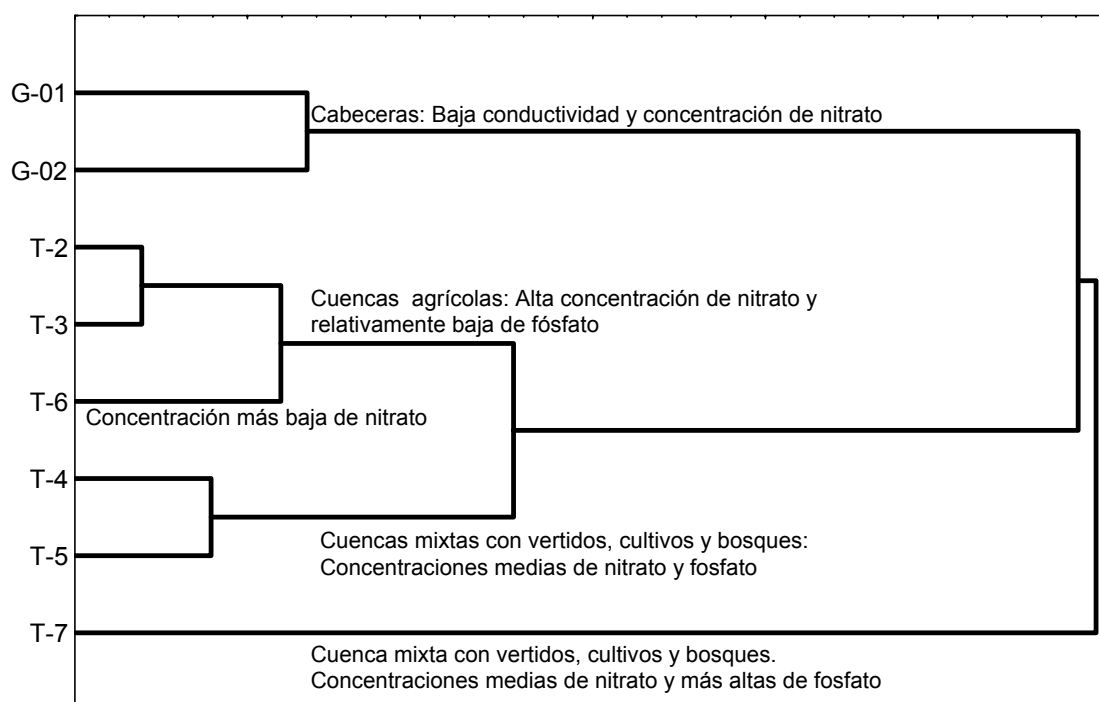 G-01
Cabeceras: Baja conductividad y concentración de nitrato
G-02
T-2
Cuencas agrícolas: Alta concentración de nitrato y
relativamente baja de fósfato
T-3
T-6
Concentración más baja de nitrato
T-4
Cuencas mixtas con vertidos, cultivos y bosques:
Concentraciones medias de nitrato y fosfato
T-5
T-7
Cuenca mixta con vertidos, cultivos y bosques.
Concentraciones medias de nitrato y más altas de fosfato